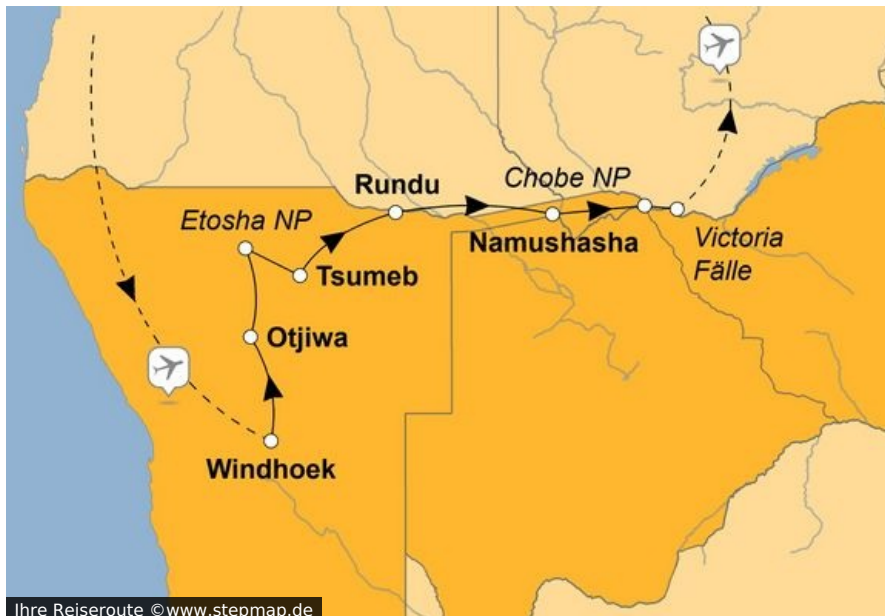 Rundu
Chobe NP
Etosha NP
Namushasha
Victoria
Fälle
Tsumeb
Otjiwa
Windhoek
Ihre Reiseroute ©www.stepmap.de